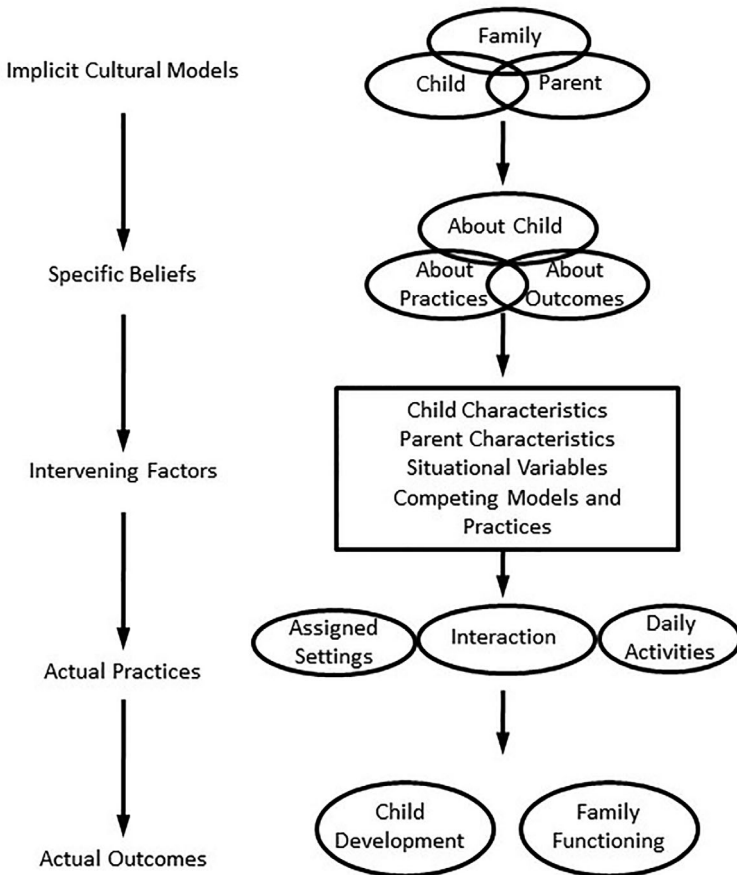 Family
Implicit Cultural Models
Child
Parent
About Child
Specific Beliefs
About
Practices
About
Outcomes
Child Characteristics
Parent Characteristics
Situational Variables
Competing Models and
Practices
Intervening Factors
Assigned
Settings
Interaction
Daily
Activities
Actual Practices
Child
Development
Family
Functioning
Actual Outcomes